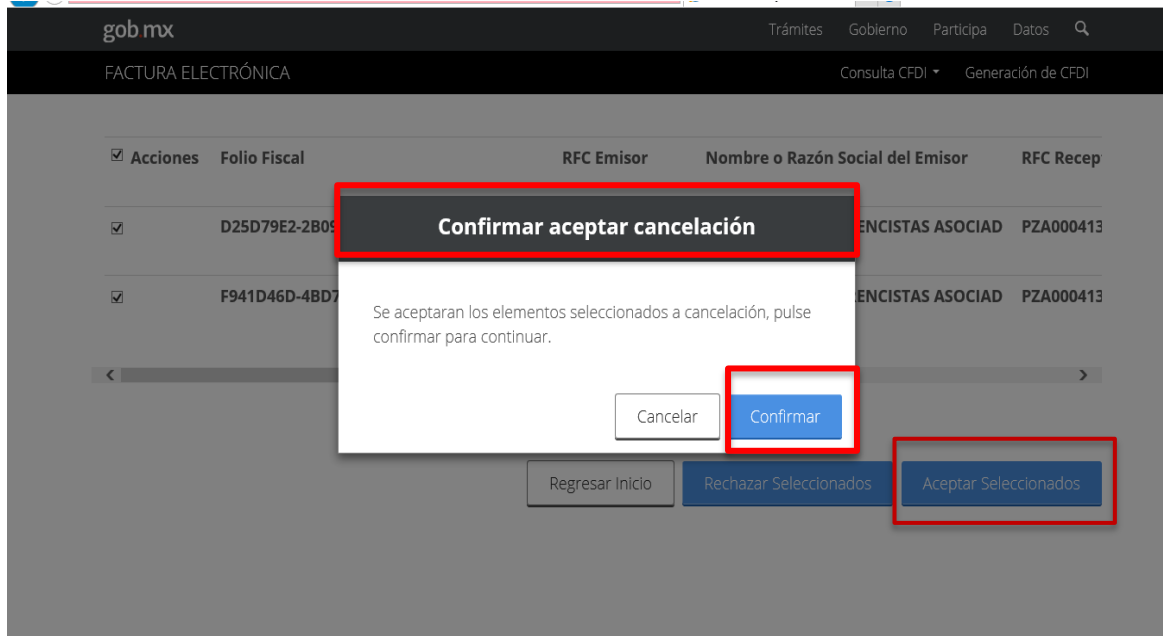 gob.mx Trámites Gobierno Participa Datos
FACTURA ELECTRÓNICA Consulta CFDI Generación de CFDI
Acciones Folio Fiscal RFC Emisor Nombre o Razón Social del Emisor RFC Recep
D25D79E2-2B09 ENCISTAS ASOCIAD PZA000413
F941D46D-4BD7 ENCISTAS ASOCIAD PZA000413
Confirmar aceptar cancelación
Se aceptaran los elementos seleccionados a cancelación, pulse
confirmar para continuar.
Cancelar Confirmar
Regresar Inicio Rechazar Seleccionados Aceptar Seleccionados